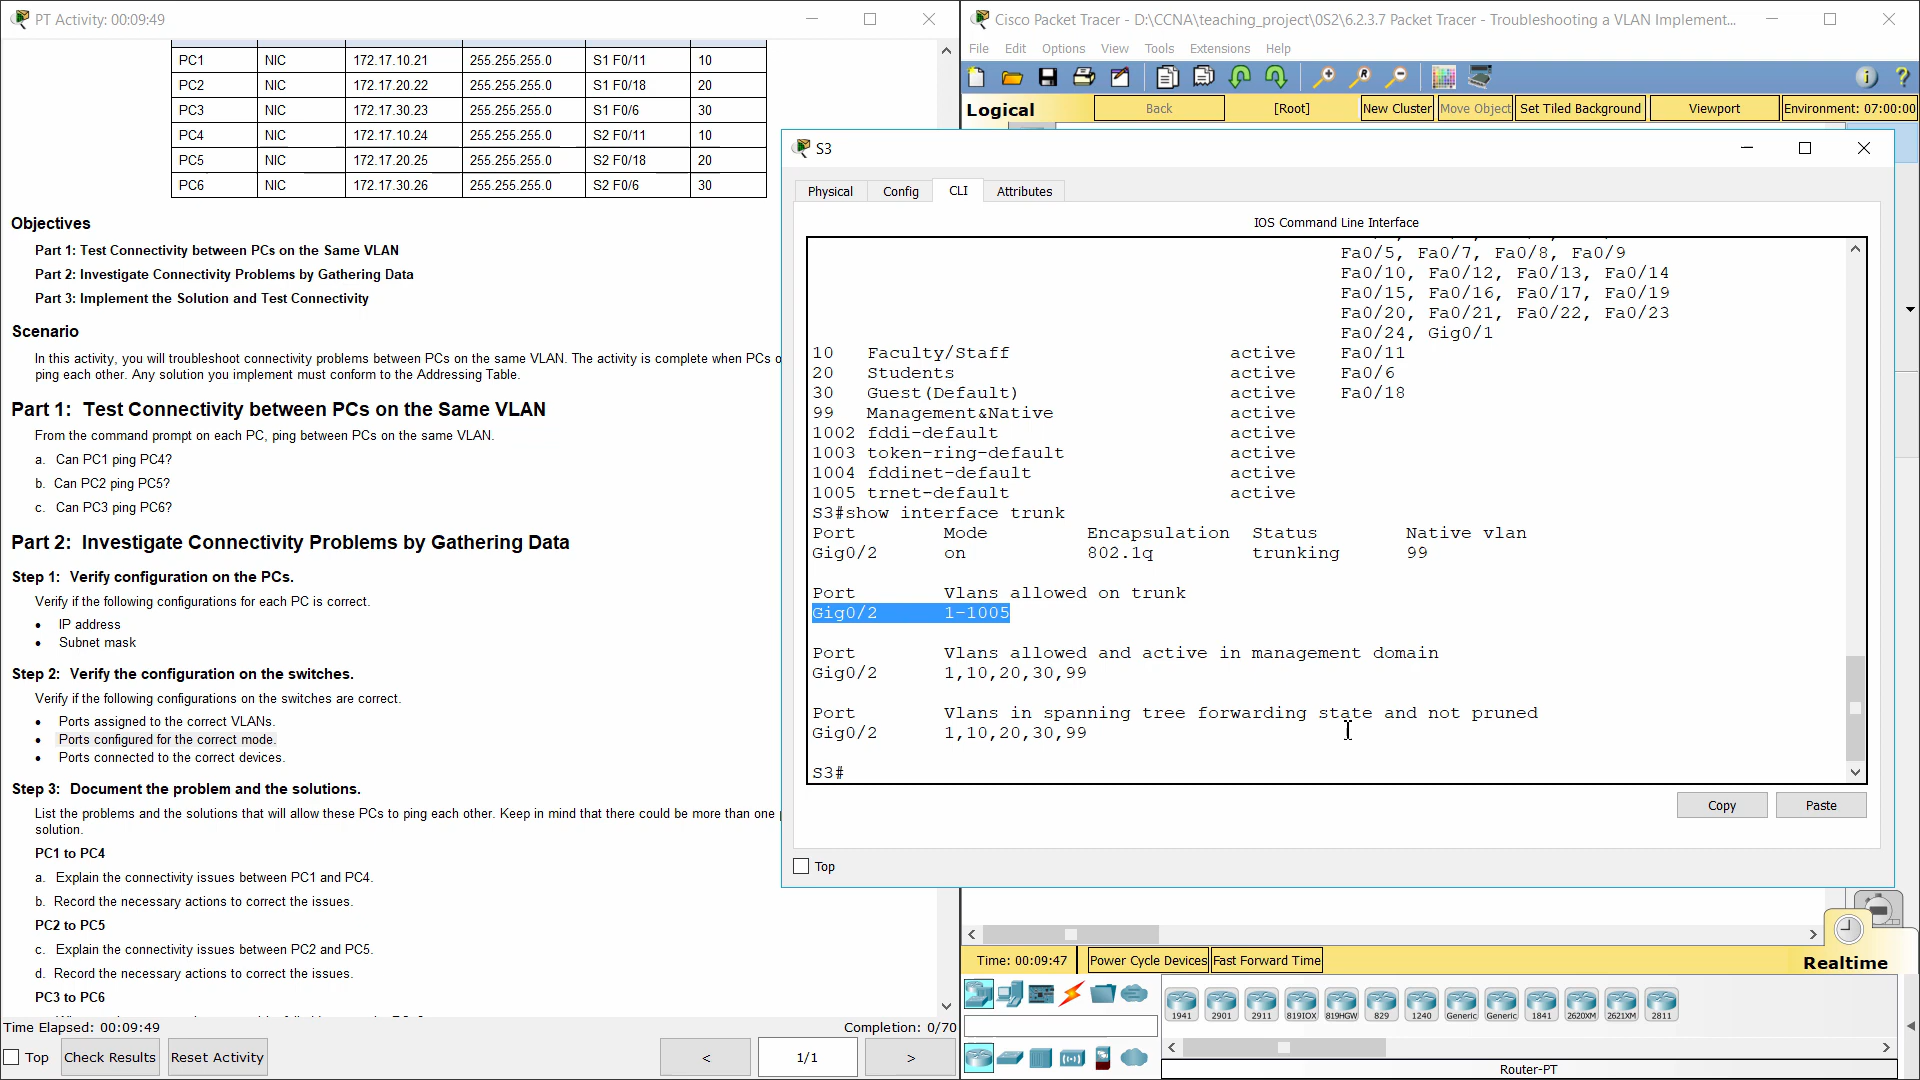 PT Activity: 00:09:49
PC1 NIC 172.17.10.21 255.255.255.0 S1 F0/11 10
PC2 NIC 172.17.20.22 255.255.255.0 S1 F0/18 20
PC3 NIC 172.17.30.23 255.255.255.0 S1 F0/6 30
PC4 NIC 172.17.10.24 255.255.255.0 S2 F0/11 10
PC5 NIC 172.17.20.25 255.255.255.0 S2 F0/18 20
PC6 NIC 172.17.30.26 255.255.255.0 S2 F0/6 30
Objectives
Part 1: Test Connectivity between PCs on the Same VLAN
Part 2: Investigate Connectivity Problems by Gathering Data
Part 3: Implement the Solution and Test Connectivity
Scenario
In this activity, you will troubleshoot connectivity problems between PCs on the same VLAN. The activity is complete when PCs
ping each other. Any solution you implement must conform to the Addressing Table.
Part 1: Test Connectivity between PCs on the Same VLAN
From the command prompt on each PC, ping between PCs on the same VLAN.
a. Can PC1 ping PC4?
b. Can PC2 ping PC5?
c. Can PC3 ping PC6?
Part 2: Investigate Connectivity Problems by Gathering Data
Step 1: Verify configuration on the PCs.
Verify if the following configurations for each PC is correct.
• IP address
• Subnet mask
Step 2: Verify the configuration on the switches.
Verify if the following configurations on the switches are correct.
• Ports assigned to the correct VLANs.
• Ports configured for the correct mode.
• Ports connected to the correct devices.
Step 3: Document the problem and the solutions.
List the problems and the solutions that will allow these PCs to ping each other. Keep in mind that there could be more than one
solution.
PC1 to PC4
a. Explain the connectivity issues between PC1 and PC4.
b. Record the necessary actions to correct the issues.
PC2 to PC5
c. Explain the connectivity issues between PC2 and PC5.
d. Record the necessary actions to correct the issues.
PC3 to PC6
Time Elapsed: 00:09:49 Completion: 0/70
Top Check Results Reset Activity < 1/1 >
Cisco Packet Tracer - D:\CCNA\teaching_project\0S2\6.2.3.7 Packet Tracer - Troubleshooting a VLAN Implement...
File Edit Options View Tools Extensions Help
Logical Back [Root] New Cluster Move Object Set Tiled Background Viewport Environment: 07:00:00
S3
Physical Config CLI Attributes
IOS Command Line Interface
Fa0/5, Fa0/7, Fa0/8, Fa0/9
Fa0/10, Fa0/12, Fa0/13, Fa0/14
Fa0/15, Fa0/16, Fa0/17, Fa0/19
Fa0/20, Fa0/21, Fa0/22, Fa0/23
Fa0/24, Gig0/1
10 Faculty/Staff active Fa0/11
20 Students active Fa0/6
30 Guest(Default) active Fa0/18
99 Management&Native active
1002 fddi-default active
1003 token-ring-default active
1004 fddinet-default active
1005 trnet-default active
S3#show interface trunk
Port Mode Encapsulation Status Native vlan
Gig0/2 on 802.1q trunking 99
Port Vlans allowed on trunk
Gig0/2 1-1005
Port Vlans allowed and active in management domain
Gig0/2 1,10,20,30,99
Port Vlans in spanning tree forwarding state and not pruned
Gig0/2 1,10,20,30,99
S3#
Copy Paste
Top
Time: 00:09:47 Power Cycle Devices Fast Forward Time
Realtime
1941 2901 2911 819IOX 819HGW 829 1240 Generic Generic 1841 2620XM 2621XM 2811
Router-PT